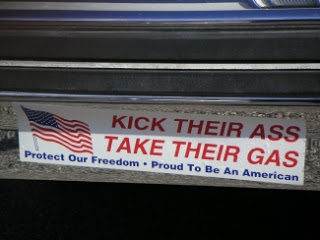 KICK THEIR ASS
TAKE THEIR GAS
Protect Our Freedom • Proud To Be An American